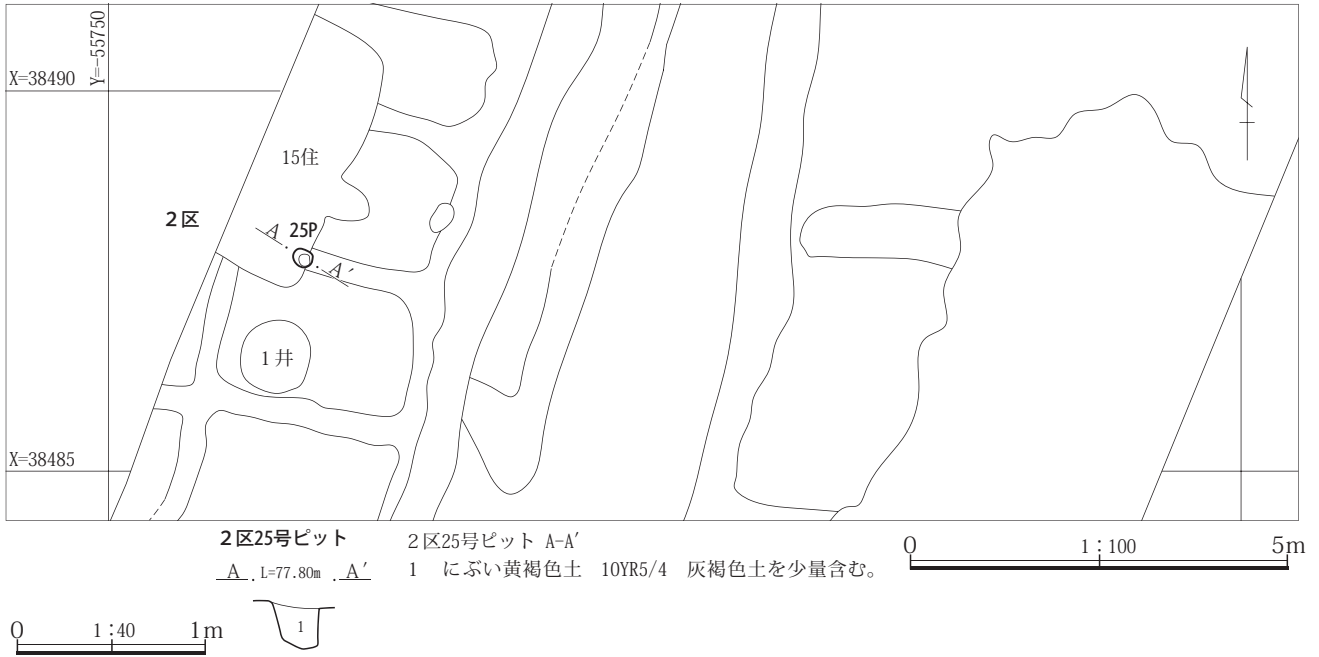 Y=-55750
X=38490
15住
2区
A 25P
A′
1井
X=38485
2区25号ピット
A . L=77.80m . A′
1
2区25号ピット A-A′
1 にぶい黄褐色土 10YR5/4 灰褐色土を少量含む。
0 1:100 5m
0 1:40 1m